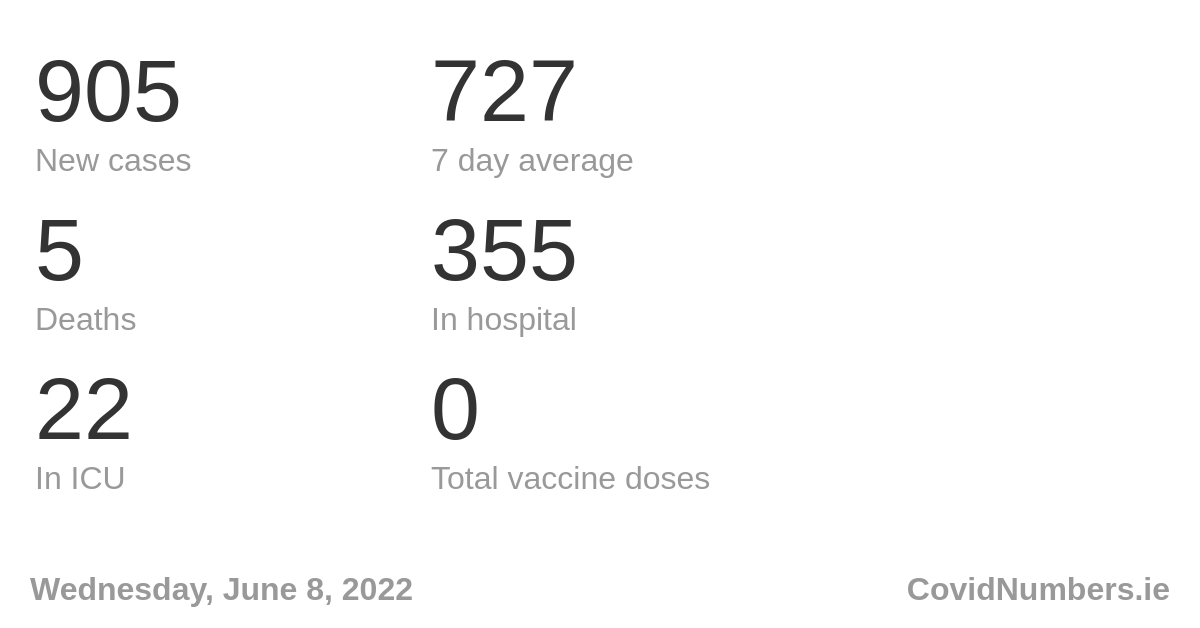 905
New cases
727
7 day average
5
Deaths
355
In hospital
22
In ICU
0
Total vaccine doses
Wednesday, June 8, 2022
CovidNumbers.ie